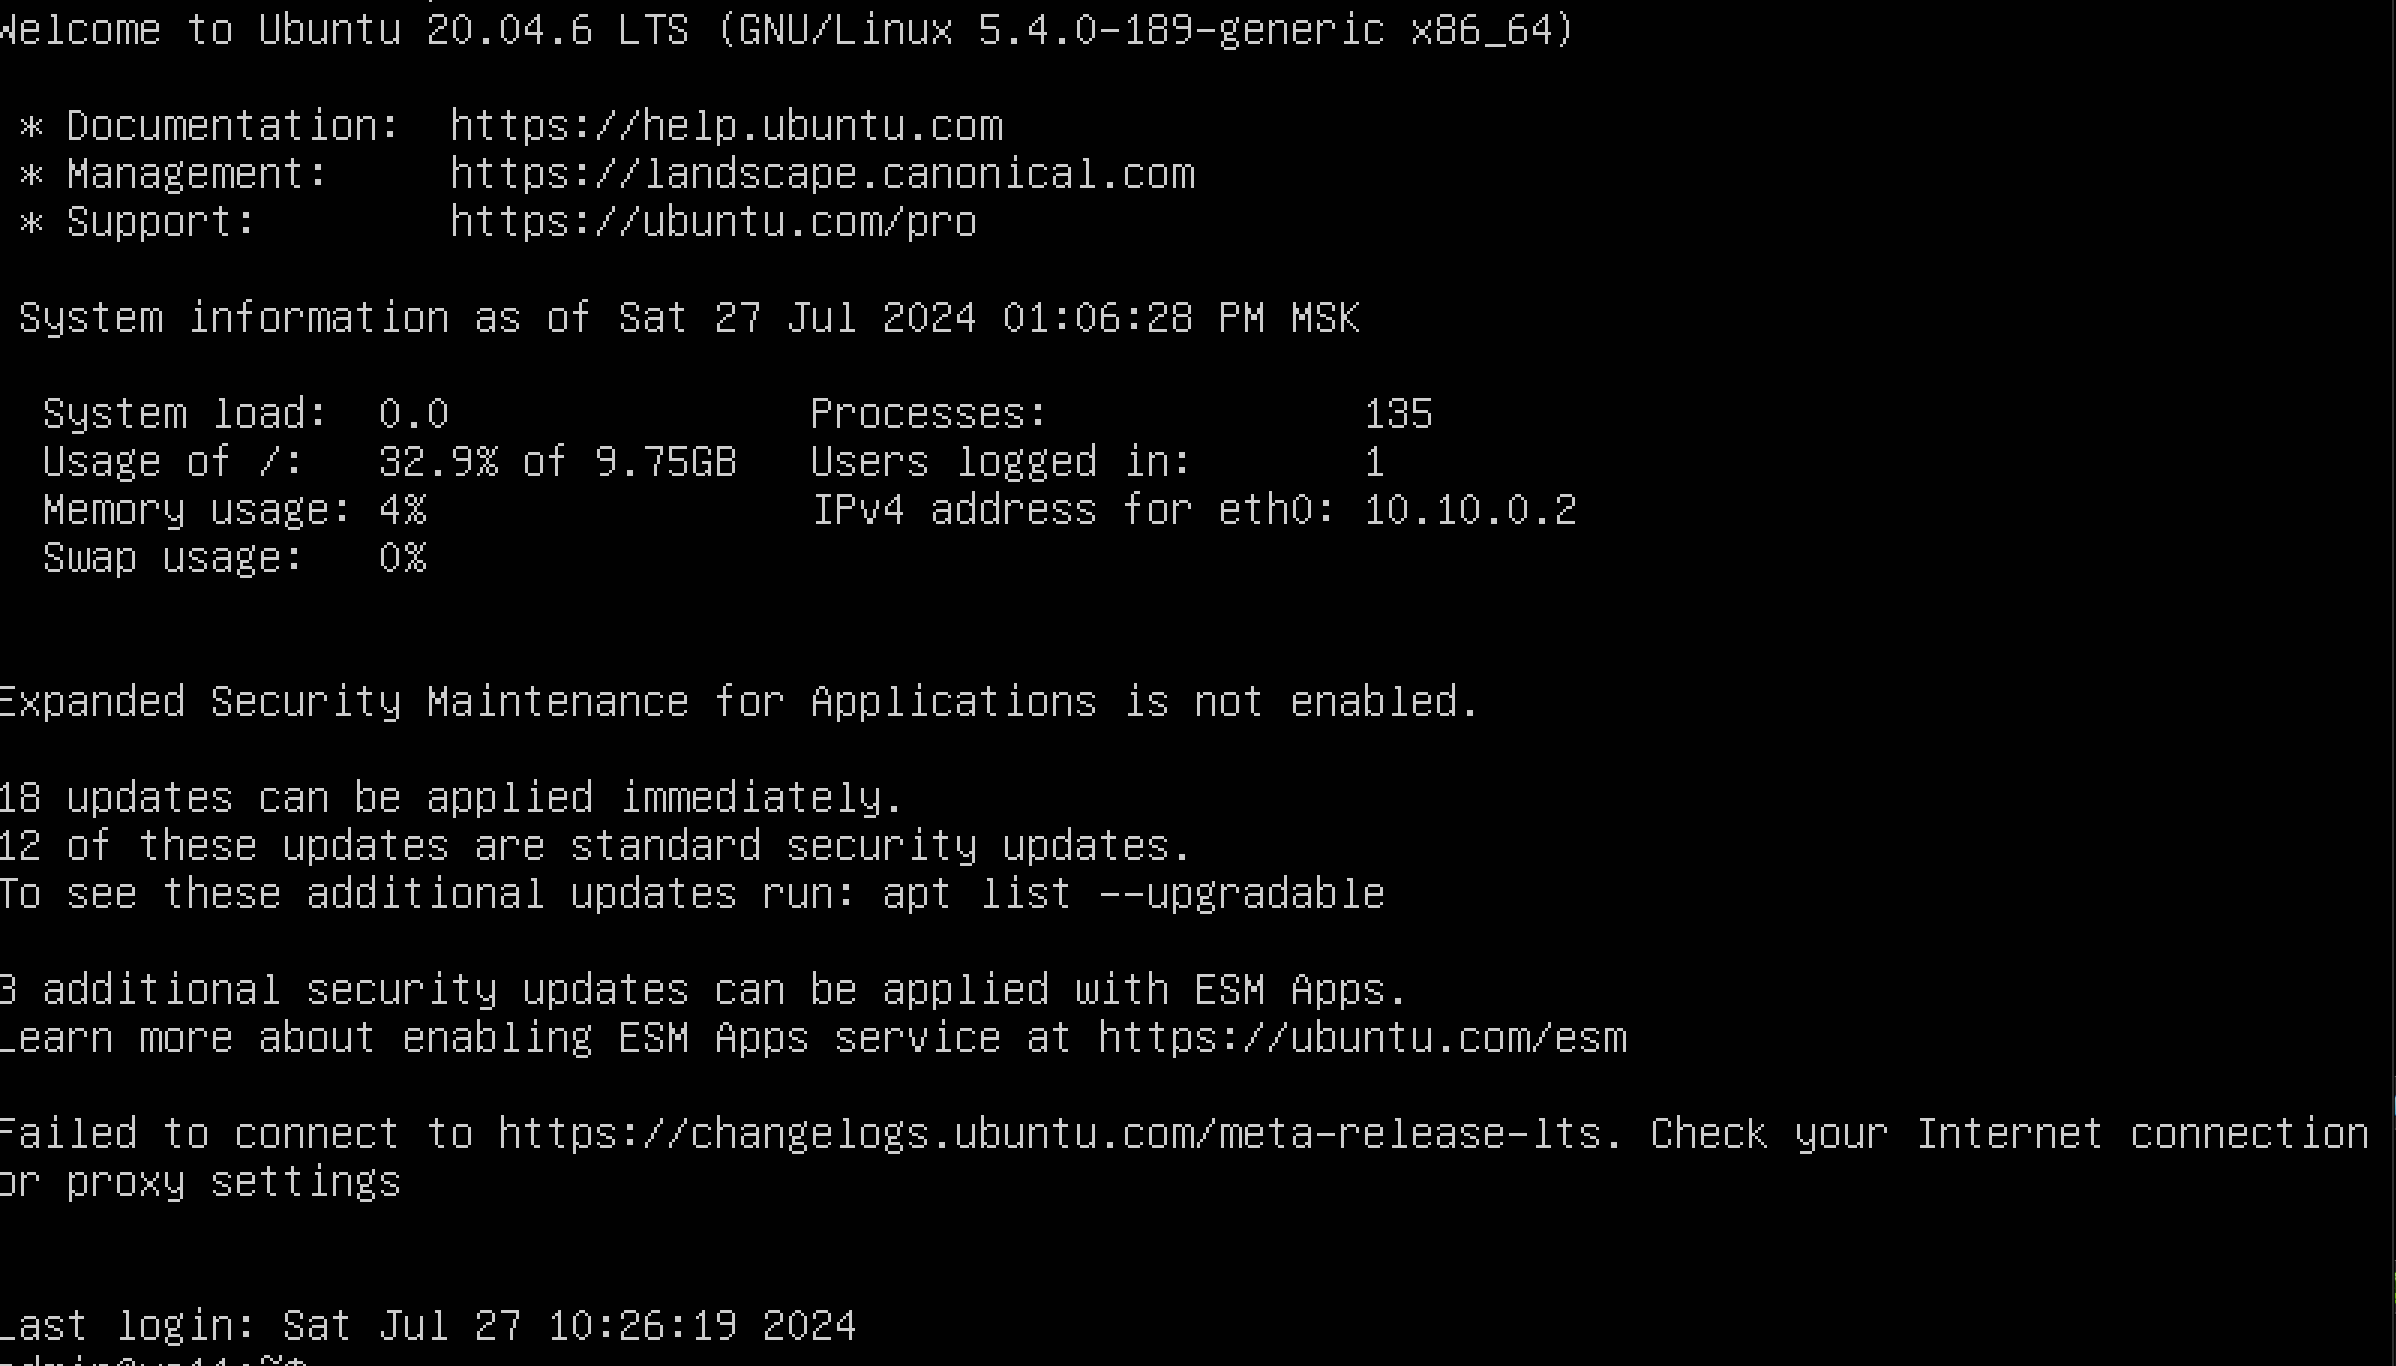 Welcome to Ubuntu 20.04.6 LTS (GNU/Linux 5.4.0-189-generic x86_64)
* Documentation: https://help.ubuntu.com
* Management: https://landscape.canonical.com
* Support: https://ubuntu.com/pro
System information as of Sat 27 Jul 2024 01:06:28 PM MSK
System load: 0.0 Processes: 135
Usage of /: 32.9% of 9.75GB Users logged in: 1
Memory usage: 4% IPv4 address for eth0: 10.10.0.2
Swap usage: 0%
Expanded Security Maintenance for Applications is not enabled.
18 updates can be applied immediately.
12 of these updates are standard security updates.
To see these additional updates run: apt list --upgradable
3 additional security updates can be applied with ESM Apps.
Learn more about enabling ESM Apps service at https://ubuntu.com/esm
Failed to connect to https://changelogs.ubuntu.com/meta-release-lts. Check your Internet connection
or proxy settings
Last login: Sat Jul 27 10:26:19 2024